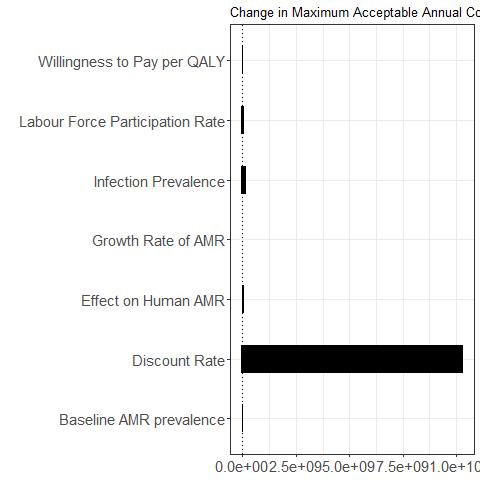 Change in Maximum Acceptable Annual Co
Willingness to Pay per QALY
Labour Force Participation Rate
Infection Prevalence
Growth Rate of AMR
Effect on Human AMR
Discount Rate
Baseline AMR prevalence
0.0e+002.5e+095.0e+097.5e+091.0e+10